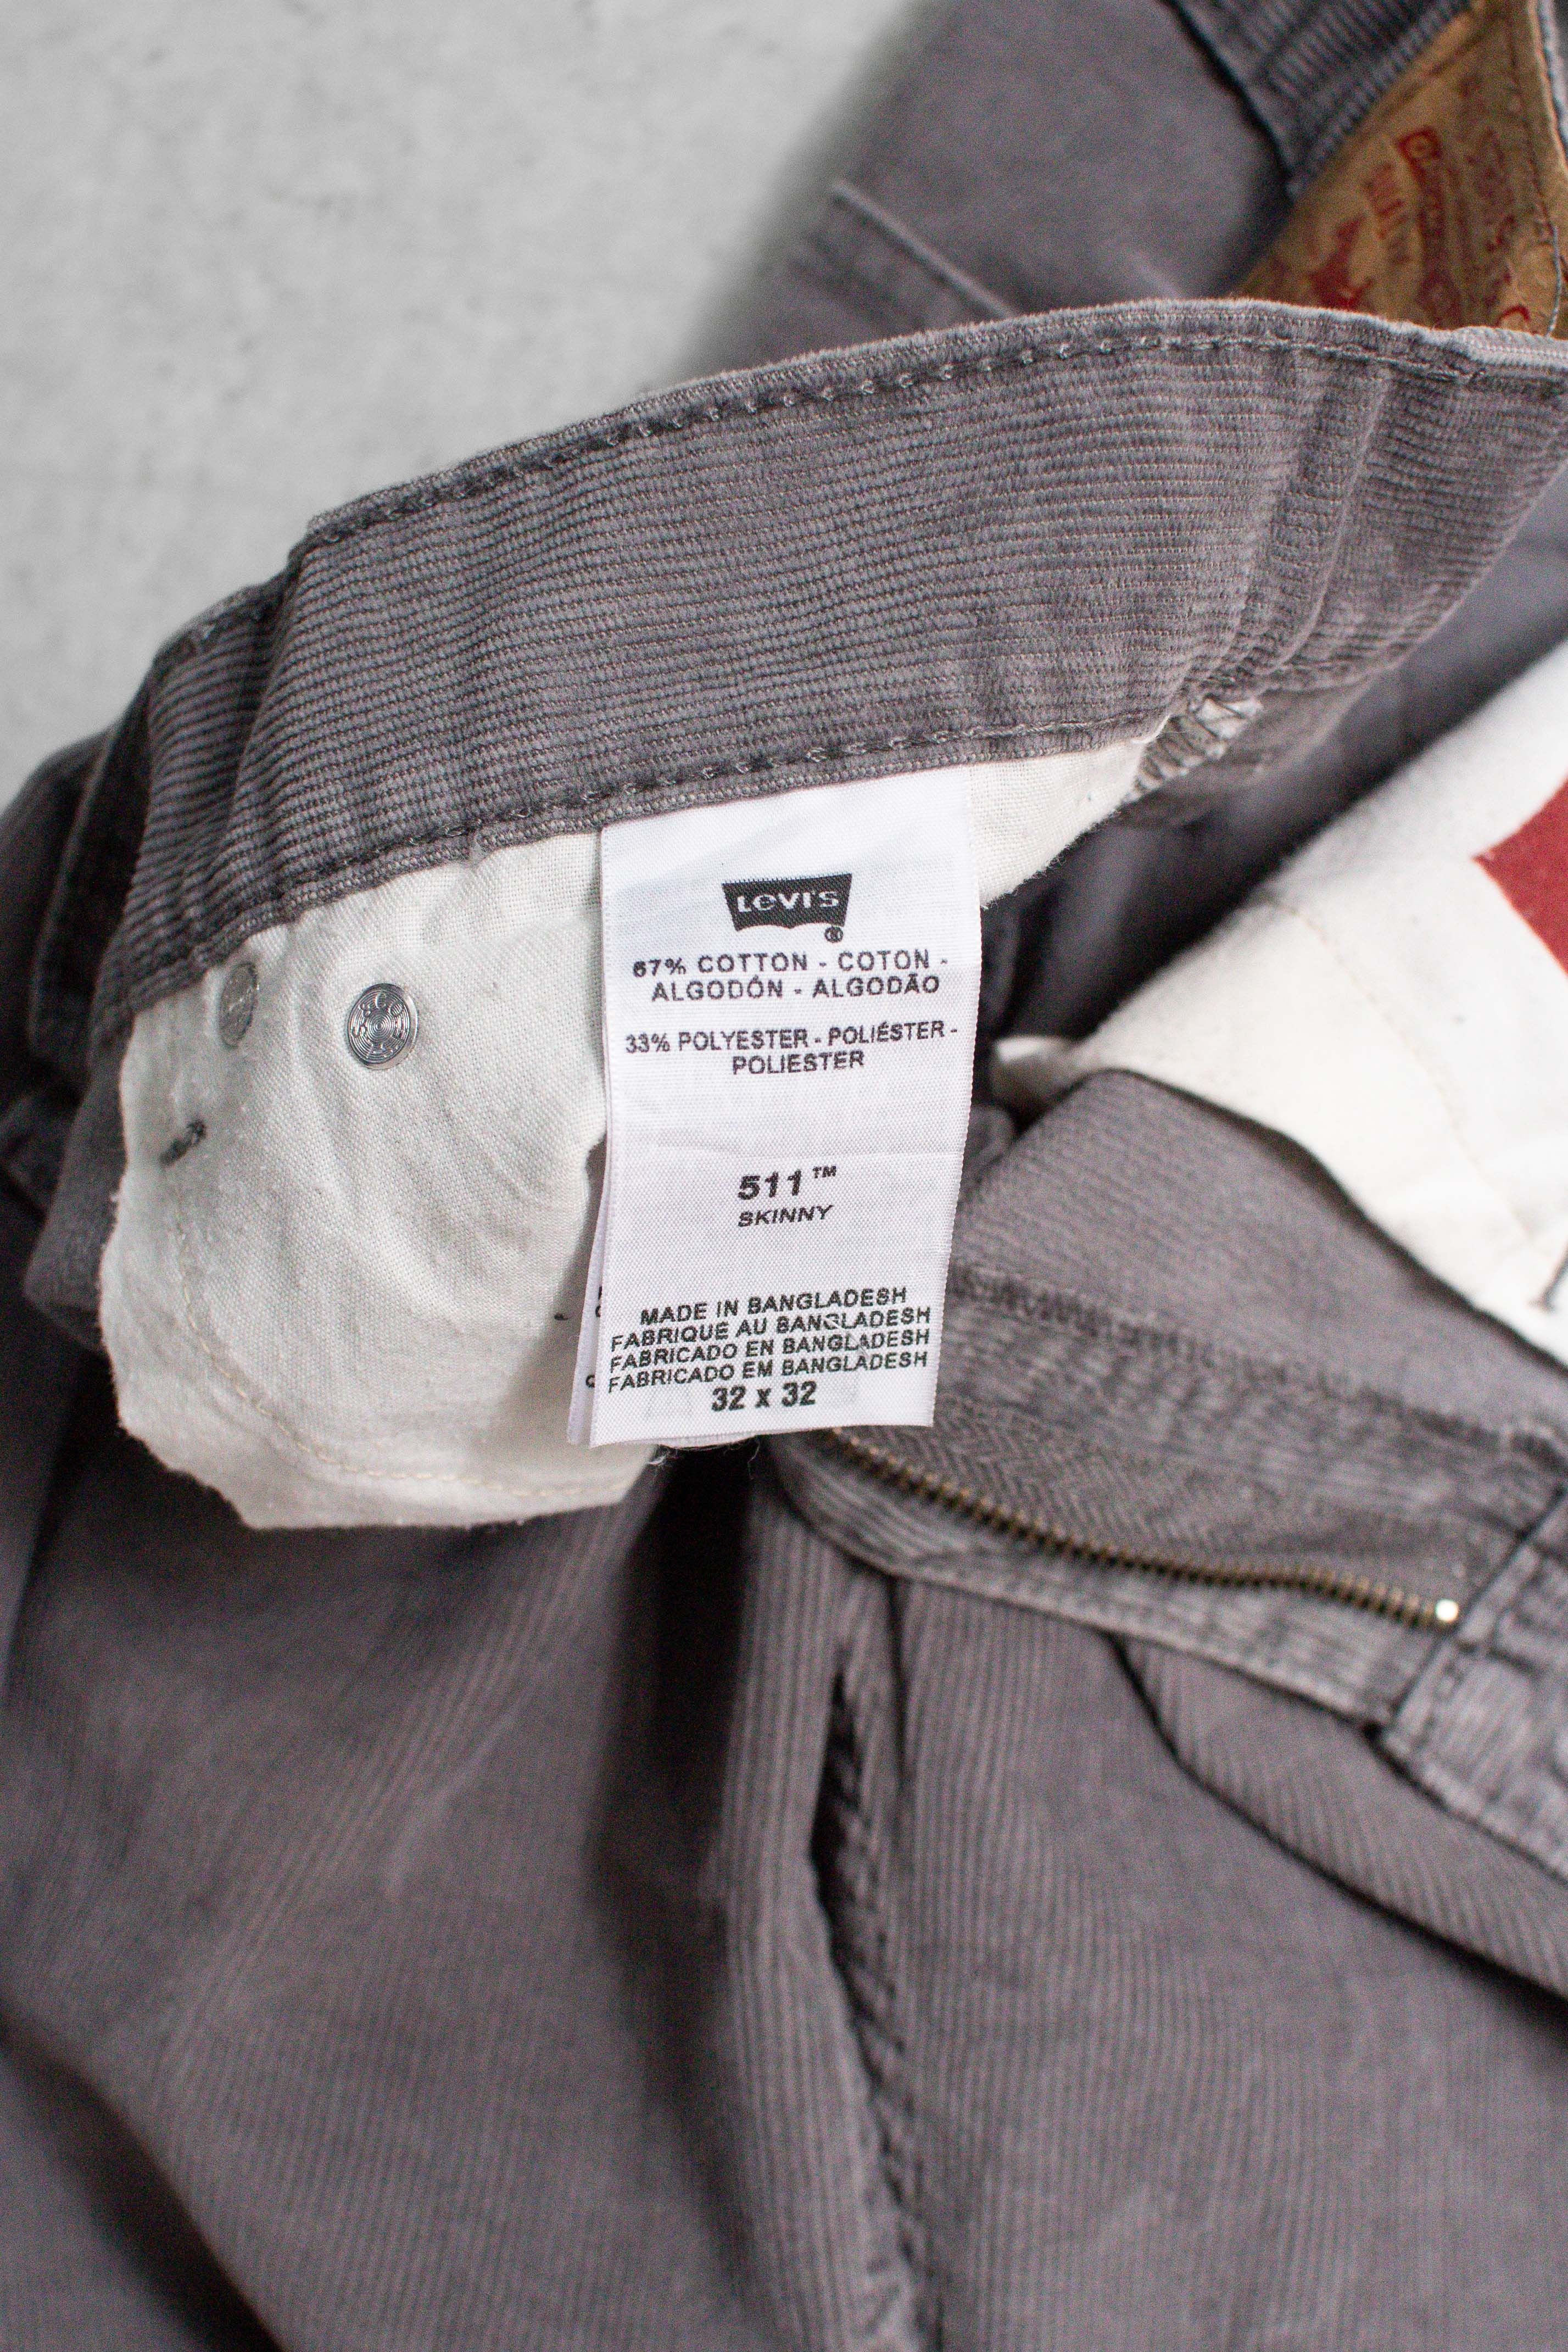 LEVI'S
®
67% COTTON - COTON -
ALGODÓN - ALGODÃO
33% POLYESTER - POLIÉSTER -
POLIESTER
511™
SKINNY
MADE IN BANGLADESH
FABRIQUE AU BANGLADESH
FABRICADO EN BANGLADESH
FABRICADO EM BANGLADESH
32 x 32